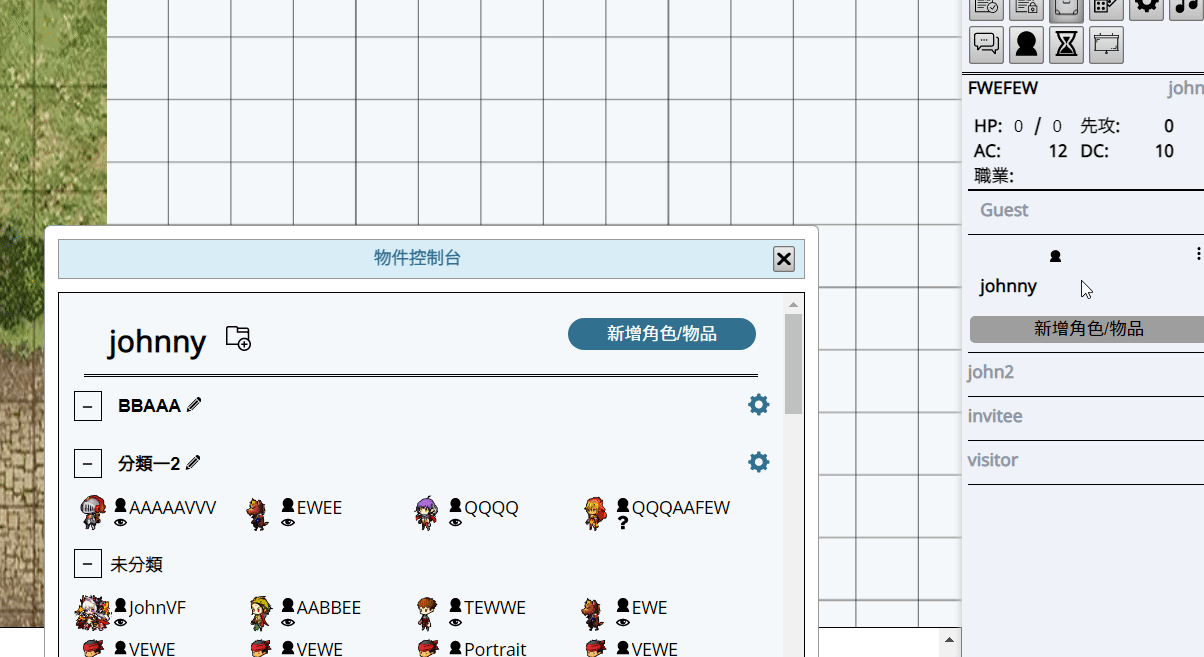 FWEFEW john
HP: 0 / 0 先攻: 0
AC: 12 DC: 10
職業:
Guest
johnny
新增角色/物品
john2
invitee
visitor
物件控制台
johnny 新增角色/物品
BBAAA
分類一2
AAAAAVVV EWEE QQQQ QQQAAFEW
未分類
JohnVF AABBEE TEWWE EWE
VEWE VEWE Portrait VEWE